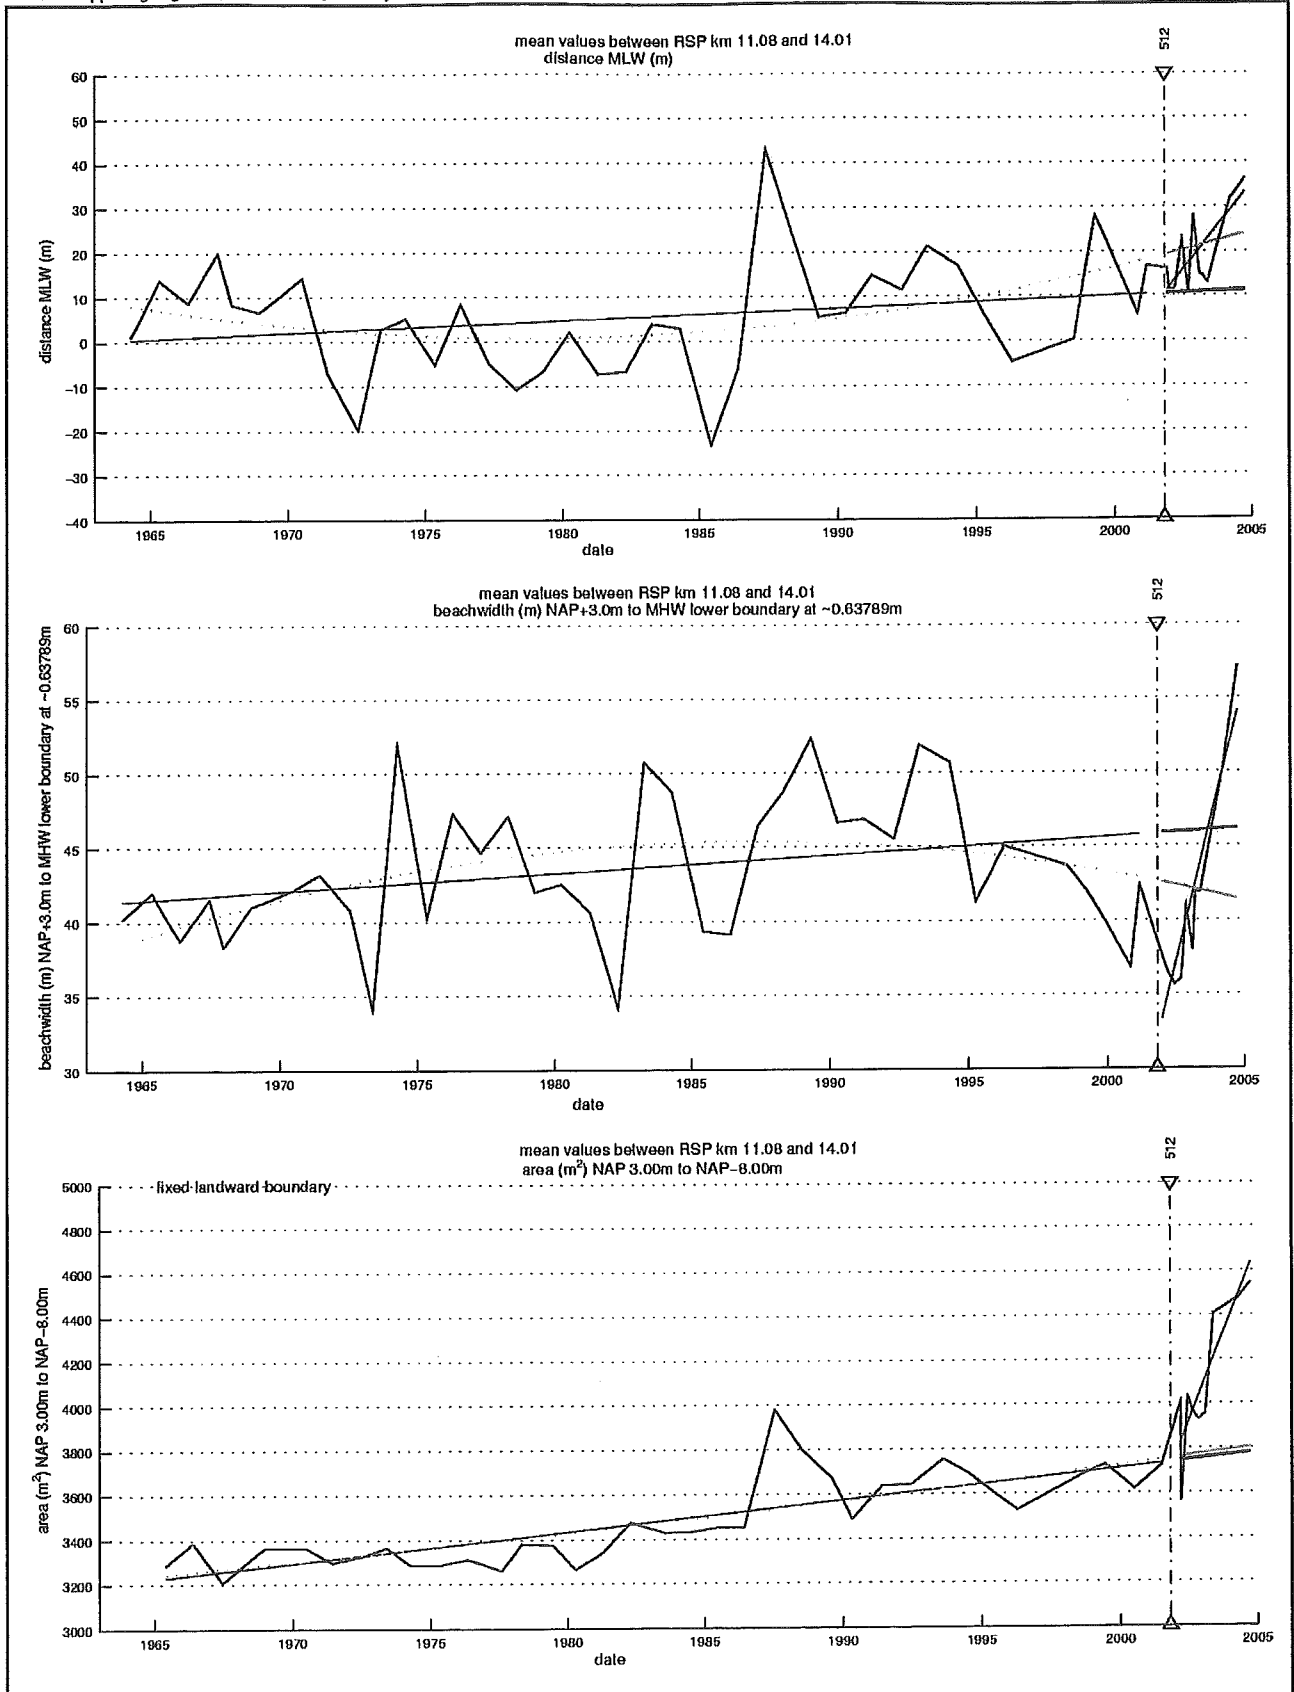 mean values between RSP km 11.08 and 14.01
distance MLW (m)
512
60
50
40
30
20
10
0
−10
−20
−30
−40
distance MLW (m)
1965 1970 1975 1980 1985 1990 1995 2000 2005
date
mean values between RSP km 11.08 and 14.01
beachwidth (m) NAP+3.0m to MHW lower boundary at ~0.63789m
512
60
55
50
45
40
35
30
beachwidth (m) NAP+3.0m to MHW lower boundary at ~0.63789m
1965 1970 1975 1980 1985 1990 1995 2000 2005
date
mean values between RSP km 11.08 and 14.01
area (m²) NAP 3.00m to NAP−8.00m
512
fixed landward boundary
5000
4800
4600
4400
4200
4000
3800
3600
3400
3200
3000
area (m²) NAP 3.00m to NAP−8.00m
1965 1970 1975 1980 1985 1990 1995 2000 2005
date